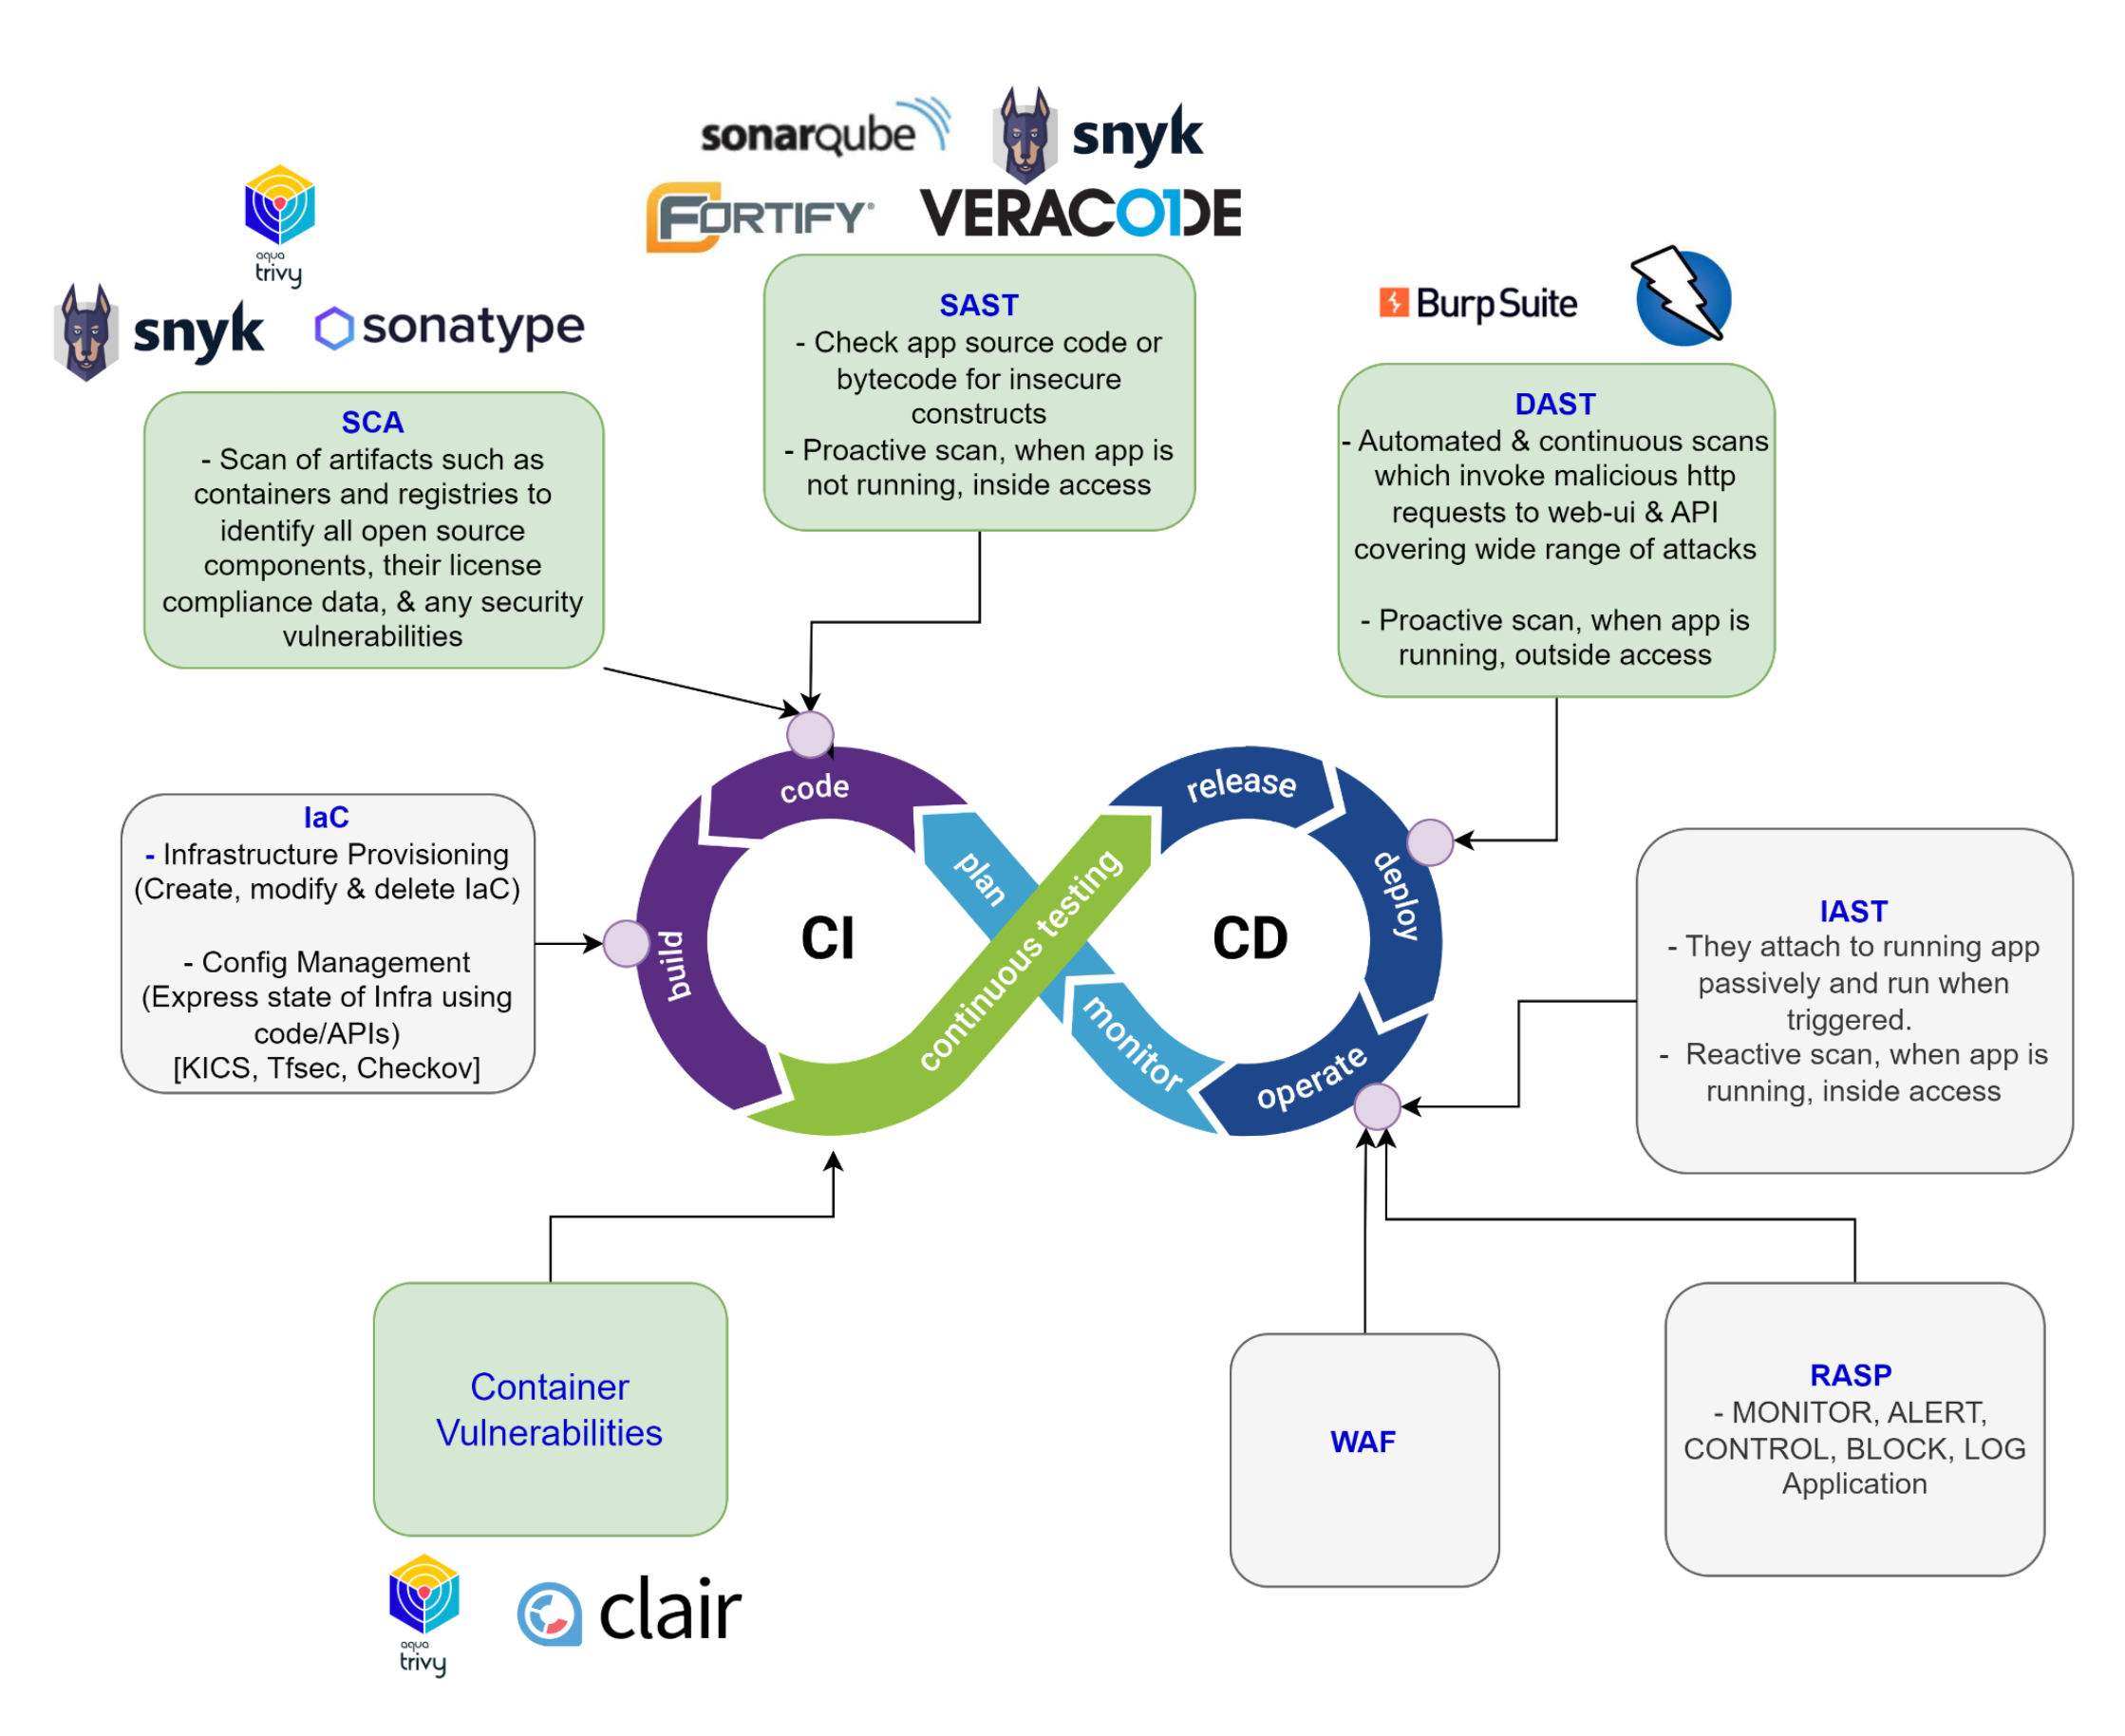 sonarqube
snyk
FORTIFY®
VERACODE
aqua
trivy
snyk
sonatype
BurpSuite
SAST
- Check app source code or
bytecode for insecure
constructs
- Proactive scan, when app is
not running, inside access
SCA
- Scan of artifacts such as
containers and registries to
identify all open source
components, their license
compliance data, & any security
vulnerabilities
DAST
- Automated & continuous scans
which invoke malicious http
requests to web-ui & API
covering wide range of attacks
- Proactive scan, when app is
running, outside access
IaC
- Infrastructure Provisioning
(Create, modify & delete IaC)
- Config Management
(Express state of Infra using
code/APIs)
[KICS, Tfsec, Checkov]
code
build
CI
plan
continuous testing
release
deploy
CD
operate
monitor
IAST
- They attach to running app
passively and run when
triggered.
- Reactive scan, when app is
running, inside access
Container
Vulnerabilities
WAF
RASP
- MONITOR, ALERT,
CONTROL, BLOCK, LOG
Application
aqua
trivy
clair